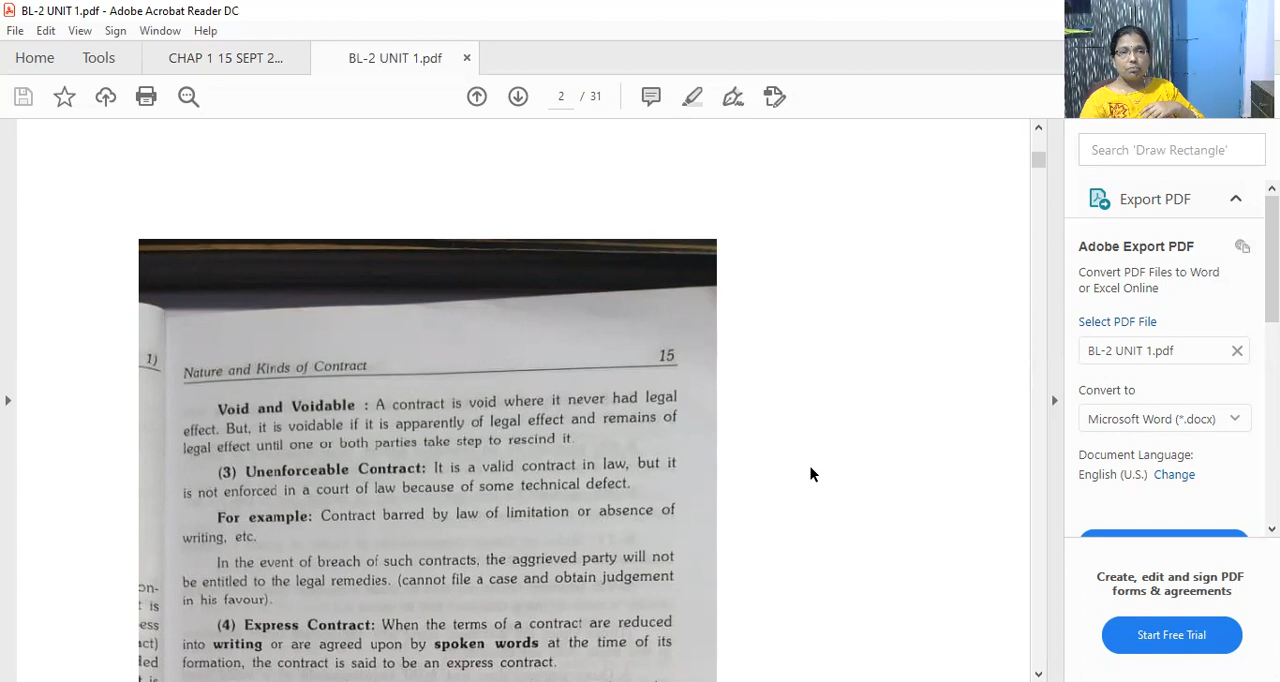 BL-2 UNIT 1.pdf - Adobe Acrobat Reader DC
File Edit View Sign Window Help
Home Tools CHAP 1 15 SEPT 2... BL-2 UNIT 1.pdf ×
2 / 31
Search 'Draw Rectangle'
Export PDF
Adobe Export PDF
Convert PDF Files to Word
or Excel Online
Select PDF File
BL-2 UNIT 1.pdf
Convert to
Microsoft Word (*.docx)
Document Language:
English (U.S.) Change
Create, edit and sign PDF
forms & agreements
Start Free Trial
1)
Nature and Kinds of Contract 15
Void and Voidable : A contract is void where it never had legal
effect. But, it is voidable if it is apparently of legal effect and remains of
legal effect until one or both parties take step to rescind it.
(3) Unenforceable Contract: It is a valid contract in law, but it
is not enforced in a court of law because of some technical defect.
For example: Contract barred by law of limitation or absence of
writing, etc.
In the event of breach of such contracts, the aggrieved party will not
be entitled to the legal remedies. (cannot file a case and obtain judgement
in his favour).
(4) Express Contract: When the terms of a contract are reduced
into writing or are agreed upon by spoken words at the time of its
formation, the contract is said to be an express contract.
on-
t is
ess
act)
led
t is